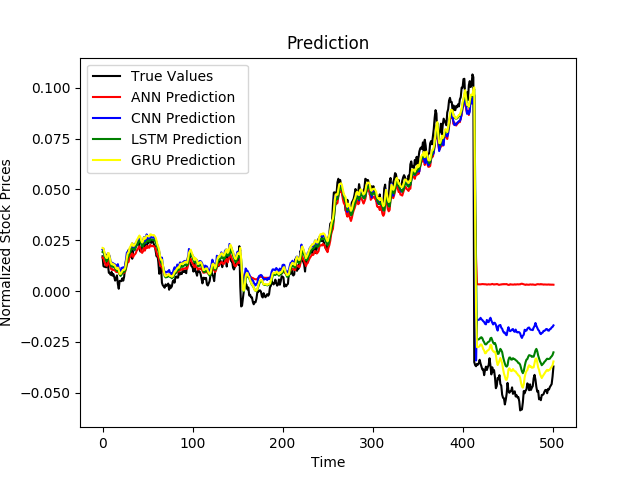 Prediction
True Values
ANN Prediction
CNN Prediction
LSTM Prediction
GRU Prediction
0.100
0.075
0.050
0.025
0.000
−0.025
−0.050
Normalized Stock Prices
0 100 200 300 400 500
Time